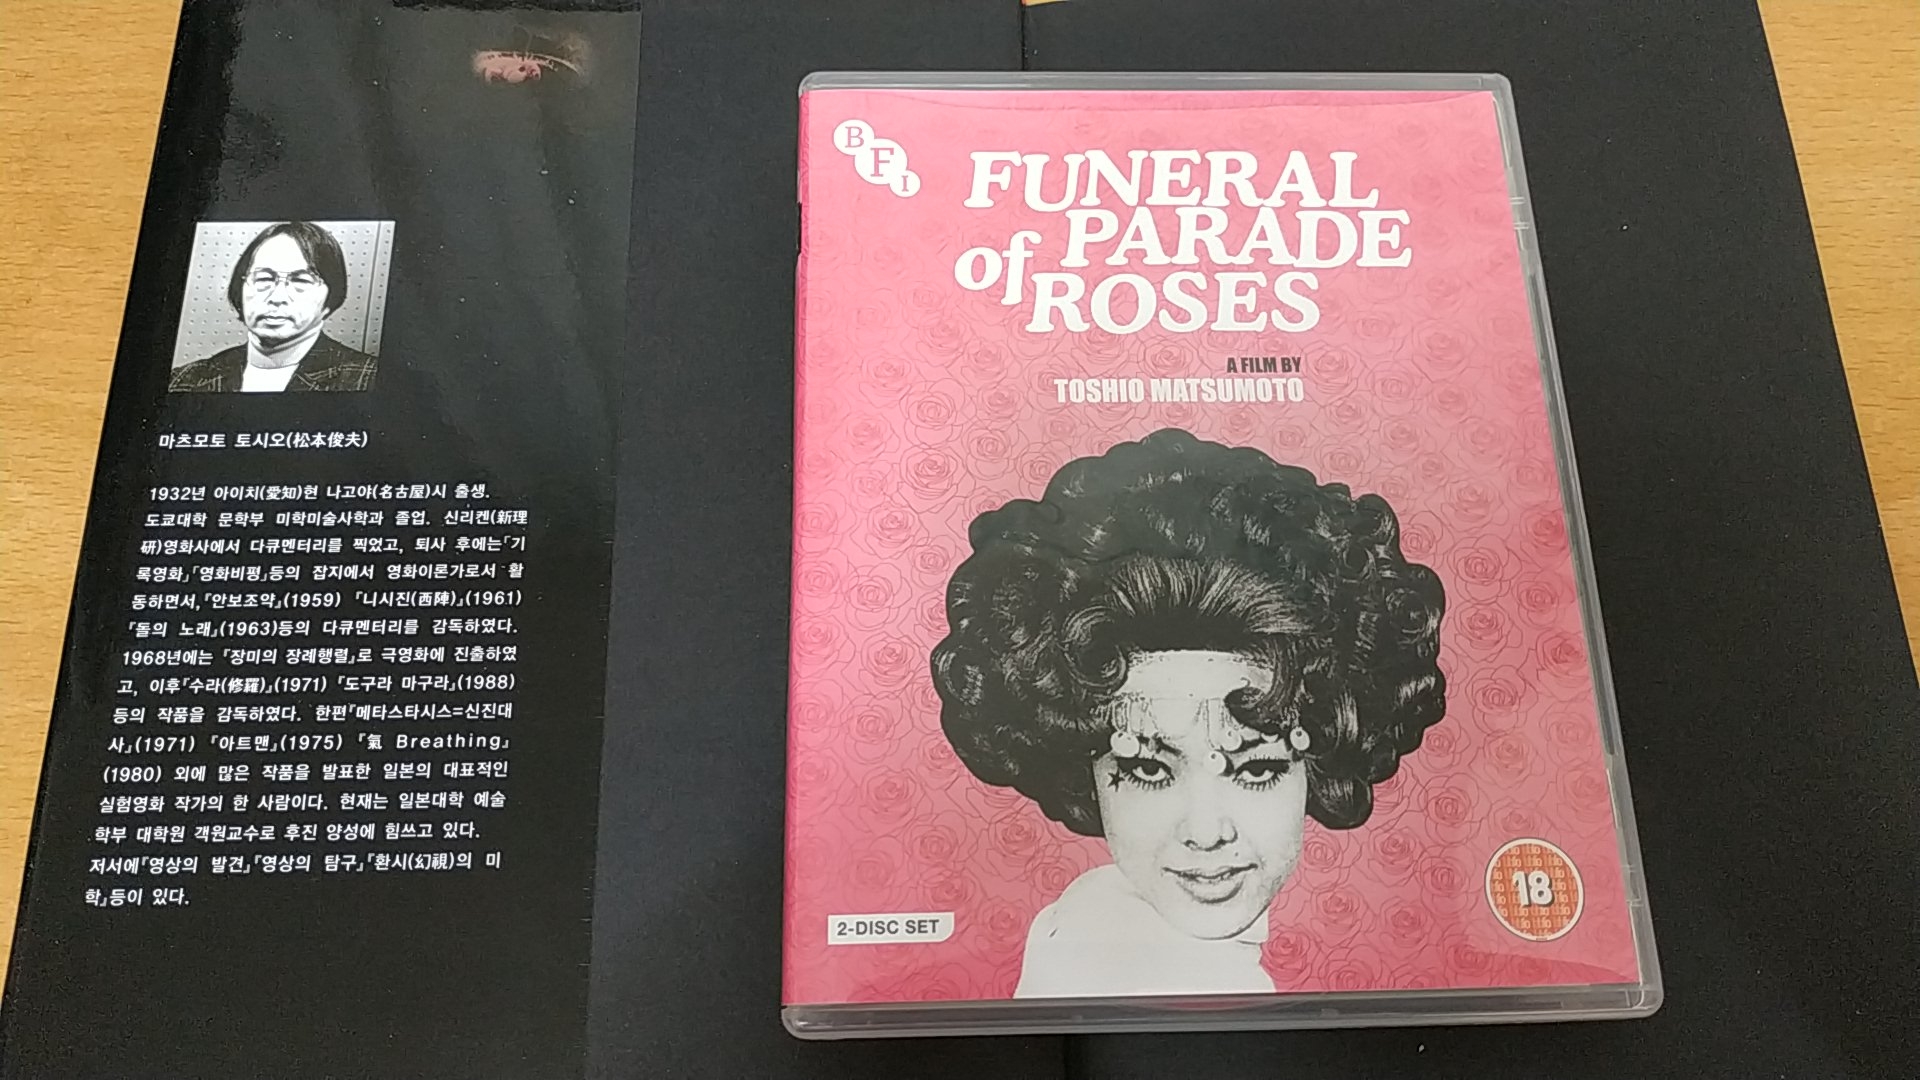 마츠모토 토시오(松本俊夫)
1932년 아이치(愛知)현 나고야(名古屋)시 출생.
도쿄대학 문학부 미학미술사학과 졸업. 신리켄(新理
研)영화사에서 다큐멘터리를 찍었고, 퇴사 후에는「기
록영화」「영화비평」등의 잡지에서 영화이론가로서 활
동하면서,『안보조약』(1959) 『니시진(西陣)』(1961)
『돌의 노래』(1963)등의 다큐멘터리를 감독하였다.
1968년에는 『장미의 장례행렬』로 극영화에 진출하였
고, 이후『수라(修羅)』(1971) 『도구라 마구라』(1988)
등의 작품을 감독하였다. 한편『메타스타시스=신진대
사』(1971) 『아트맨』(1975) 『氣 Breathing』
(1980) 외에 많은 작품을 발표한 일본의 대표적인
실험영화 작가의 한 사람이다. 현재는 일본대학 예술
학부 대학원 객원교수로 후진 양성에 힘쓰고 있다.
저서에『영상의 발견』『영상의 탐구』『환시(幻視)의 미
학』등이 있다.
BFI
FUNERAL
PARADE
of ROSES
A FILM BY
TOSHIO MATSUMOTO
2-DISC SET
18